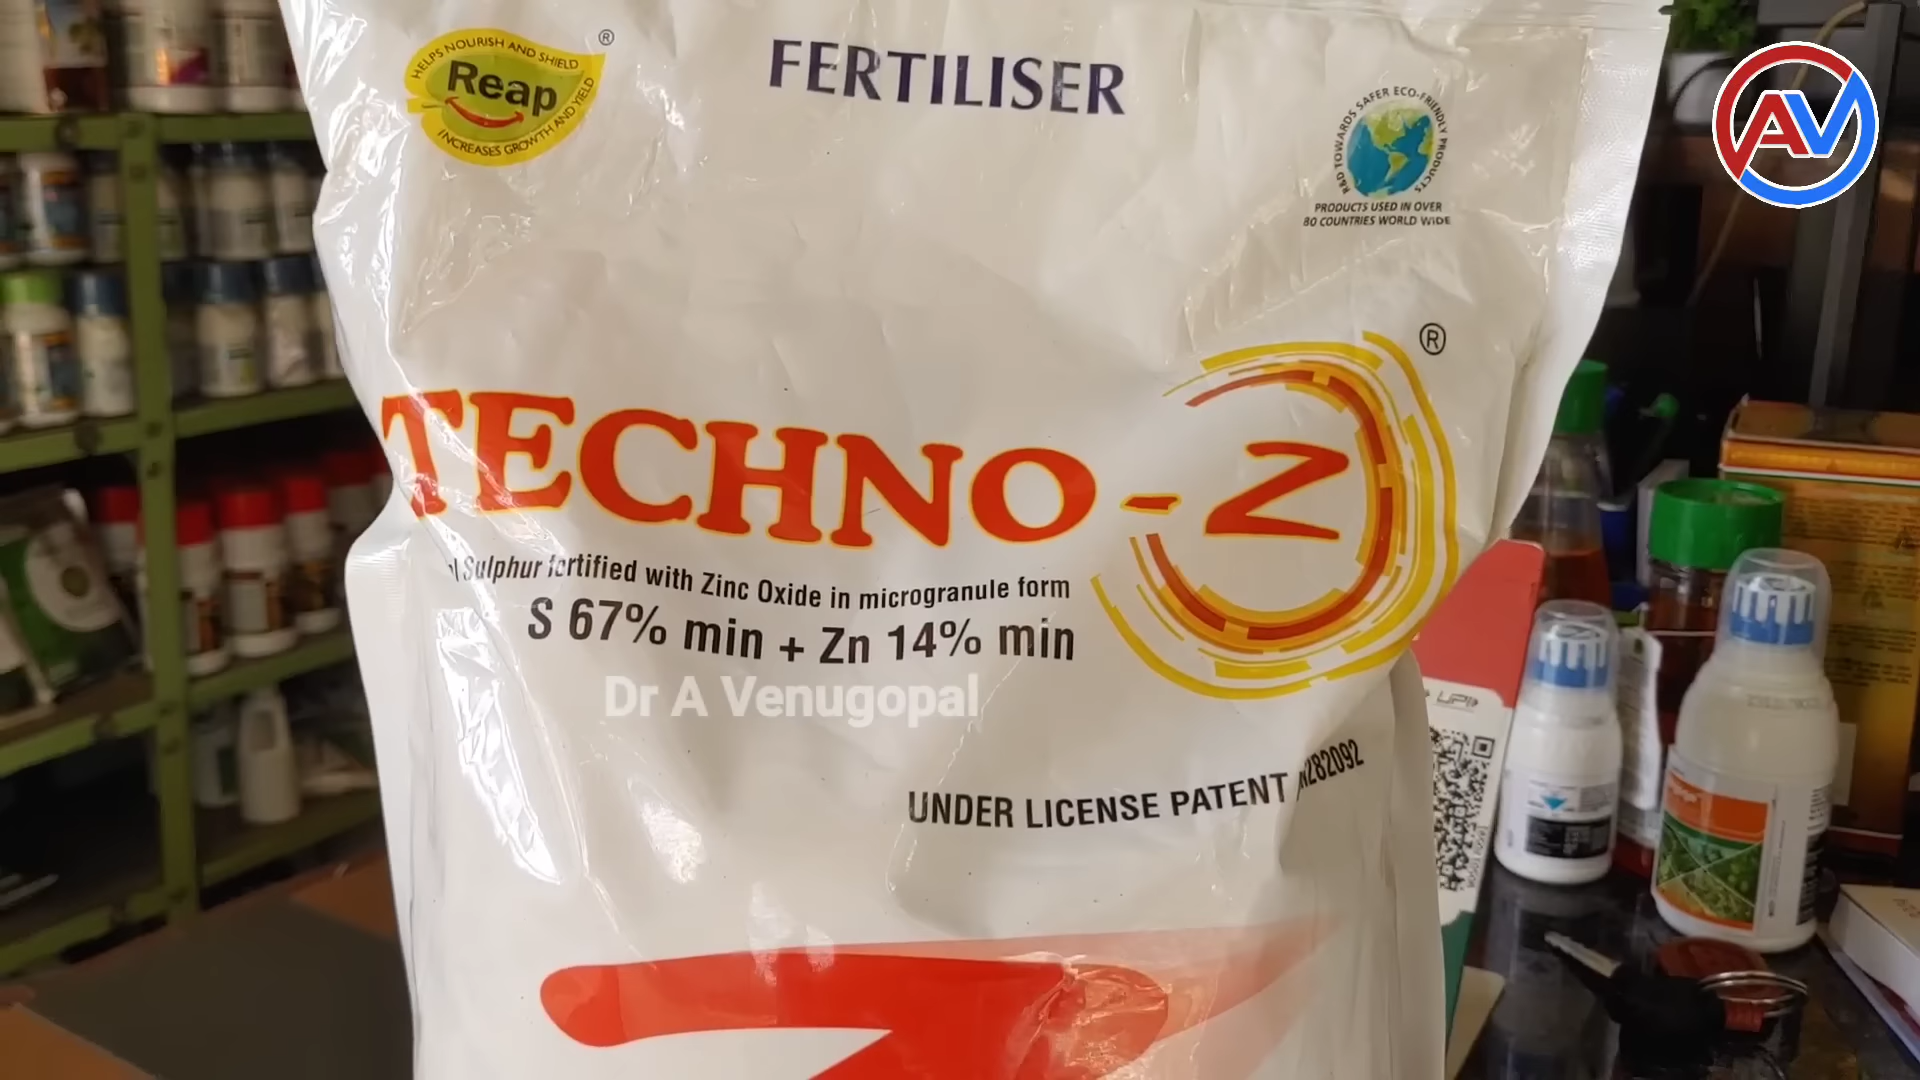 HELPS NOURISH AND SHIELD
Reap
INCREASES GROWTH AND YIELD
®
FERTILISER
R&D TOWARDS SAFER ECO-FRIENDLY PRODUCTS
PRODUCTS USED IN OVER
80 COUNTRIES WORLD WIDE
AV
TECHNO-Z
®
Sulphur fortified with Zinc Oxide in microgranule form
S 67% min + Zn 14% min
Dr A Venugopal
UNDER LICENSE PATENT
UPI